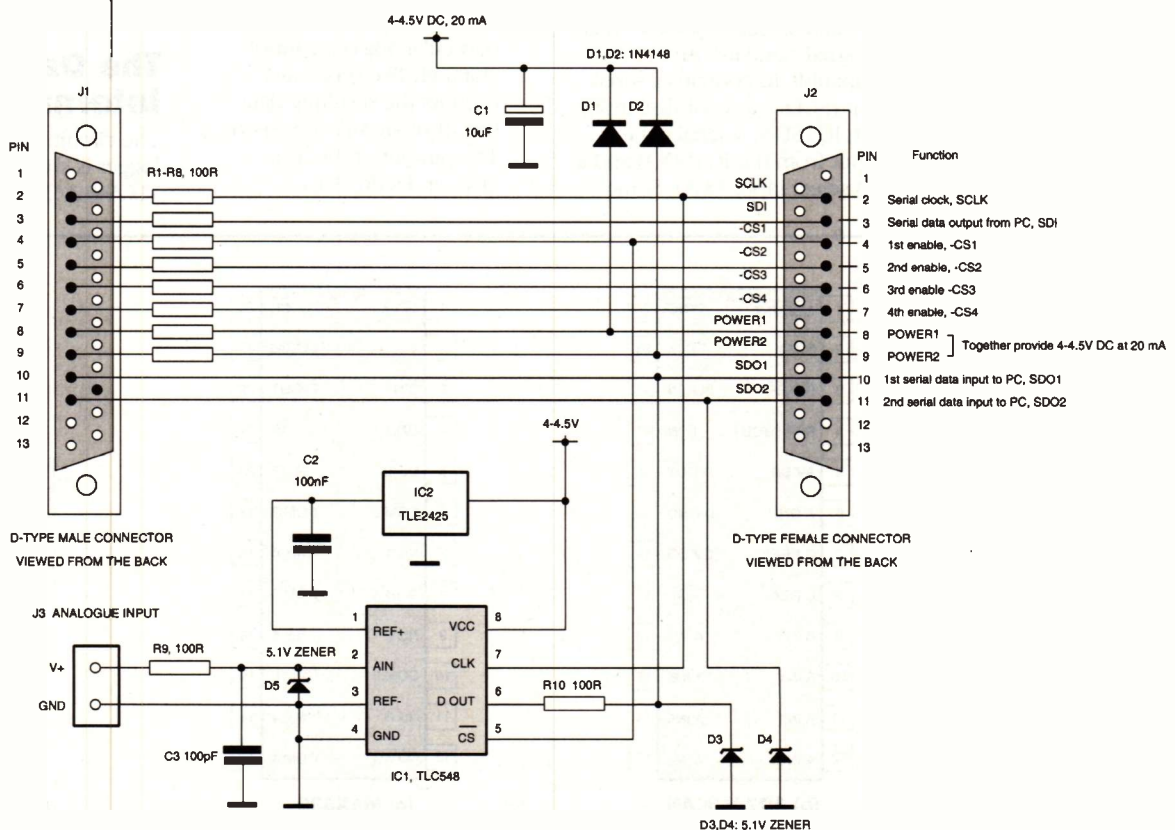 4-4.5V DC, 20 mA
D1,D2: 1N4148
J1
J2
C1
10uF
D1
D2
PIN
PIN
Function
R1-R8, 100R
1
2
3
4
5
6
7
8
9
10
11
12
13
SCLK
SDI
-CS1
-CS2
-CS3
-CS4
POWER1
POWER2
SDO1
SDO2
1
2 Serial clock, SCLK
3 Serial data output from PC, SDI
4 1st enable, -CS1
5 2nd enable, -CS2
6 3rd enable -CS3
7 4th enable, -CS4
8 POWER1
9 POWER2
Together provide 4-4.5V DC at 20 mA
10 1st serial data input to PC, SDO1
11 2nd serial data input to PC, SDO2
12
13
4-4.5V
C2
100nF
IC2
TLE2425
D-TYPE MALE CONNECTOR
VIEWED FROM THE BACK
D-TYPE FEMALE CONNECTOR
VIEWED FROM THE BACK
J3 ANALOGUE INPUT
V+
GND
R9, 100R
5.1V ZENER
D5
C3 100pF
1
2
3
4
REF+
AIN
REF-
GND
VCC
CLK
D OUT
CS
8
7
6
5
IC1, TLC548
R10 100R
D3
D4
D3,D4: 5.1V ZENER